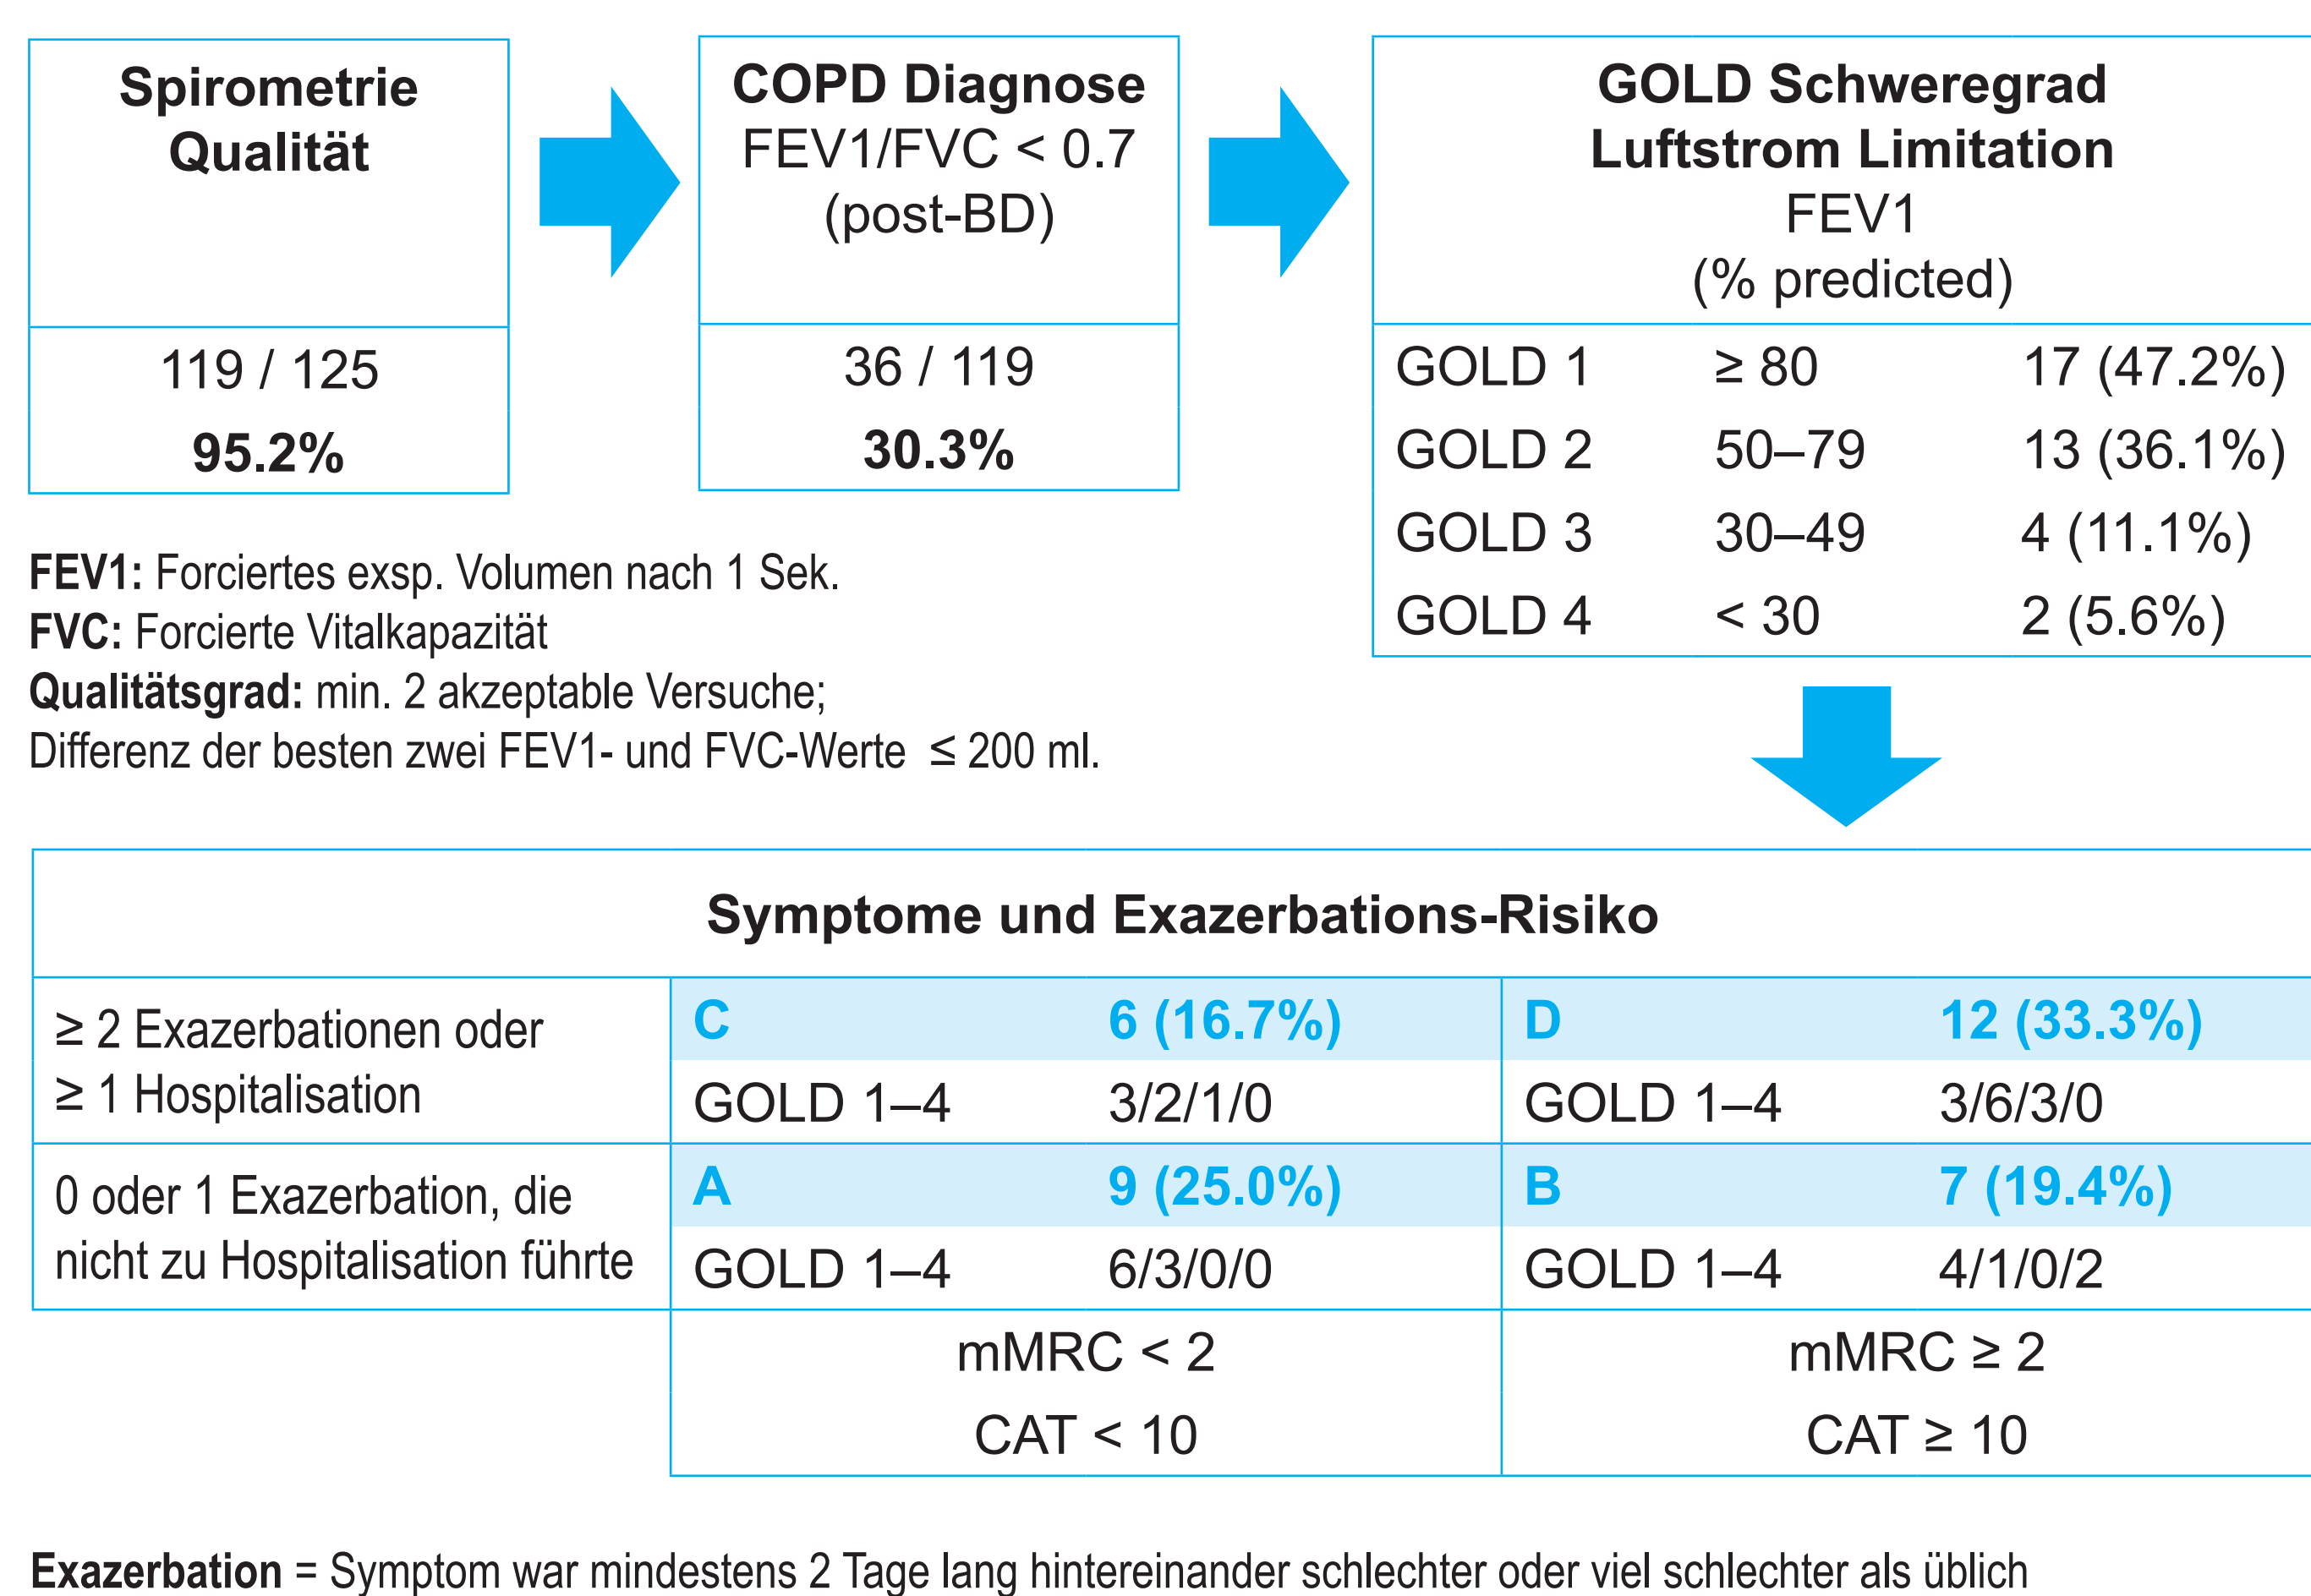 Spirometrie
Qualität
119 / 125
95.2%
COPD Diagnose
FEV1/FVC < 0.7
(post-BD)
36 / 119
30.3%
GOLD Schweregrad
Luftstrom Limitation
FEV1
(% predicted)
GOLD 1 ≥ 80 17 (47.2%)
GOLD 2 50–79 13 (36.1%)
GOLD 3 30–49 4 (11.1%)
GOLD 4 < 30 2 (5.6%)
FEV1: Forciertes exsp. Volumen nach 1 Sek.
FVC: Forcierte Vitalkapazität
Qualitätsgrad: min. 2 akzeptable Versuche;
Differenz der besten zwei FEV1- und FVC-Werte ≤ 200 ml.
Symptome und Exazerbations-Risiko
≥ 2 Exazerbationen oder
≥ 1 Hospitalisation
C 6 (16.7%) D 12 (33.3%)
GOLD 1–4 3/2/1/0 GOLD 1–4 3/6/3/0
0 oder 1 Exazerbation, die
nicht zu Hospitalisation führte
A 9 (25.0%) B 7 (19.4%)
GOLD 1–4 6/3/0/0 GOLD 1–4 4/1/0/2
mMRC < 2 mMRC ≥ 2
CAT < 10 CAT ≥ 10
Exazerbation = Symptom war mindestens 2 Tage lang hintereinander schlechter oder viel schlechter als üblich